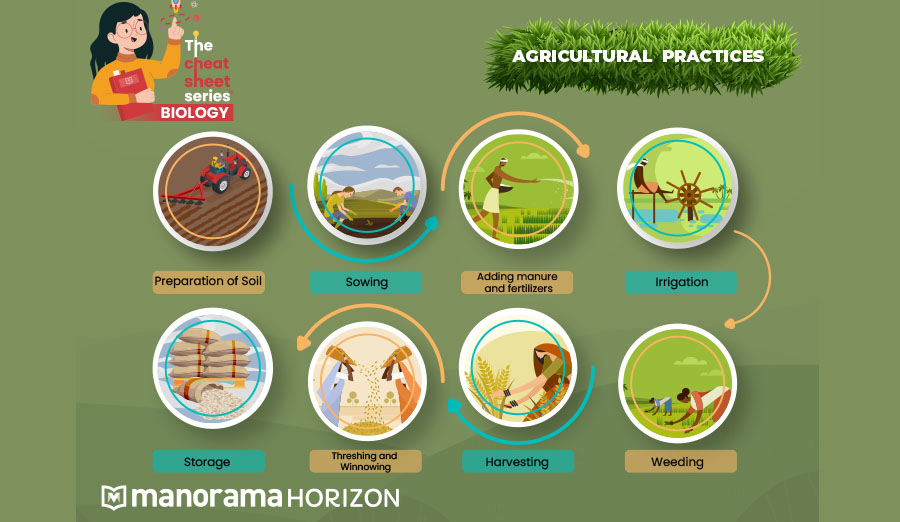 The
cheat
sheet
series
BIOLOGY
AGRICULTURAL PRACTICES
Preparation of Soil
Sowing
Adding manure
and fertilizers
Irrigation
Storage
Threshing and
Winnowing
Harvesting
Weeding
manorama HORIZON